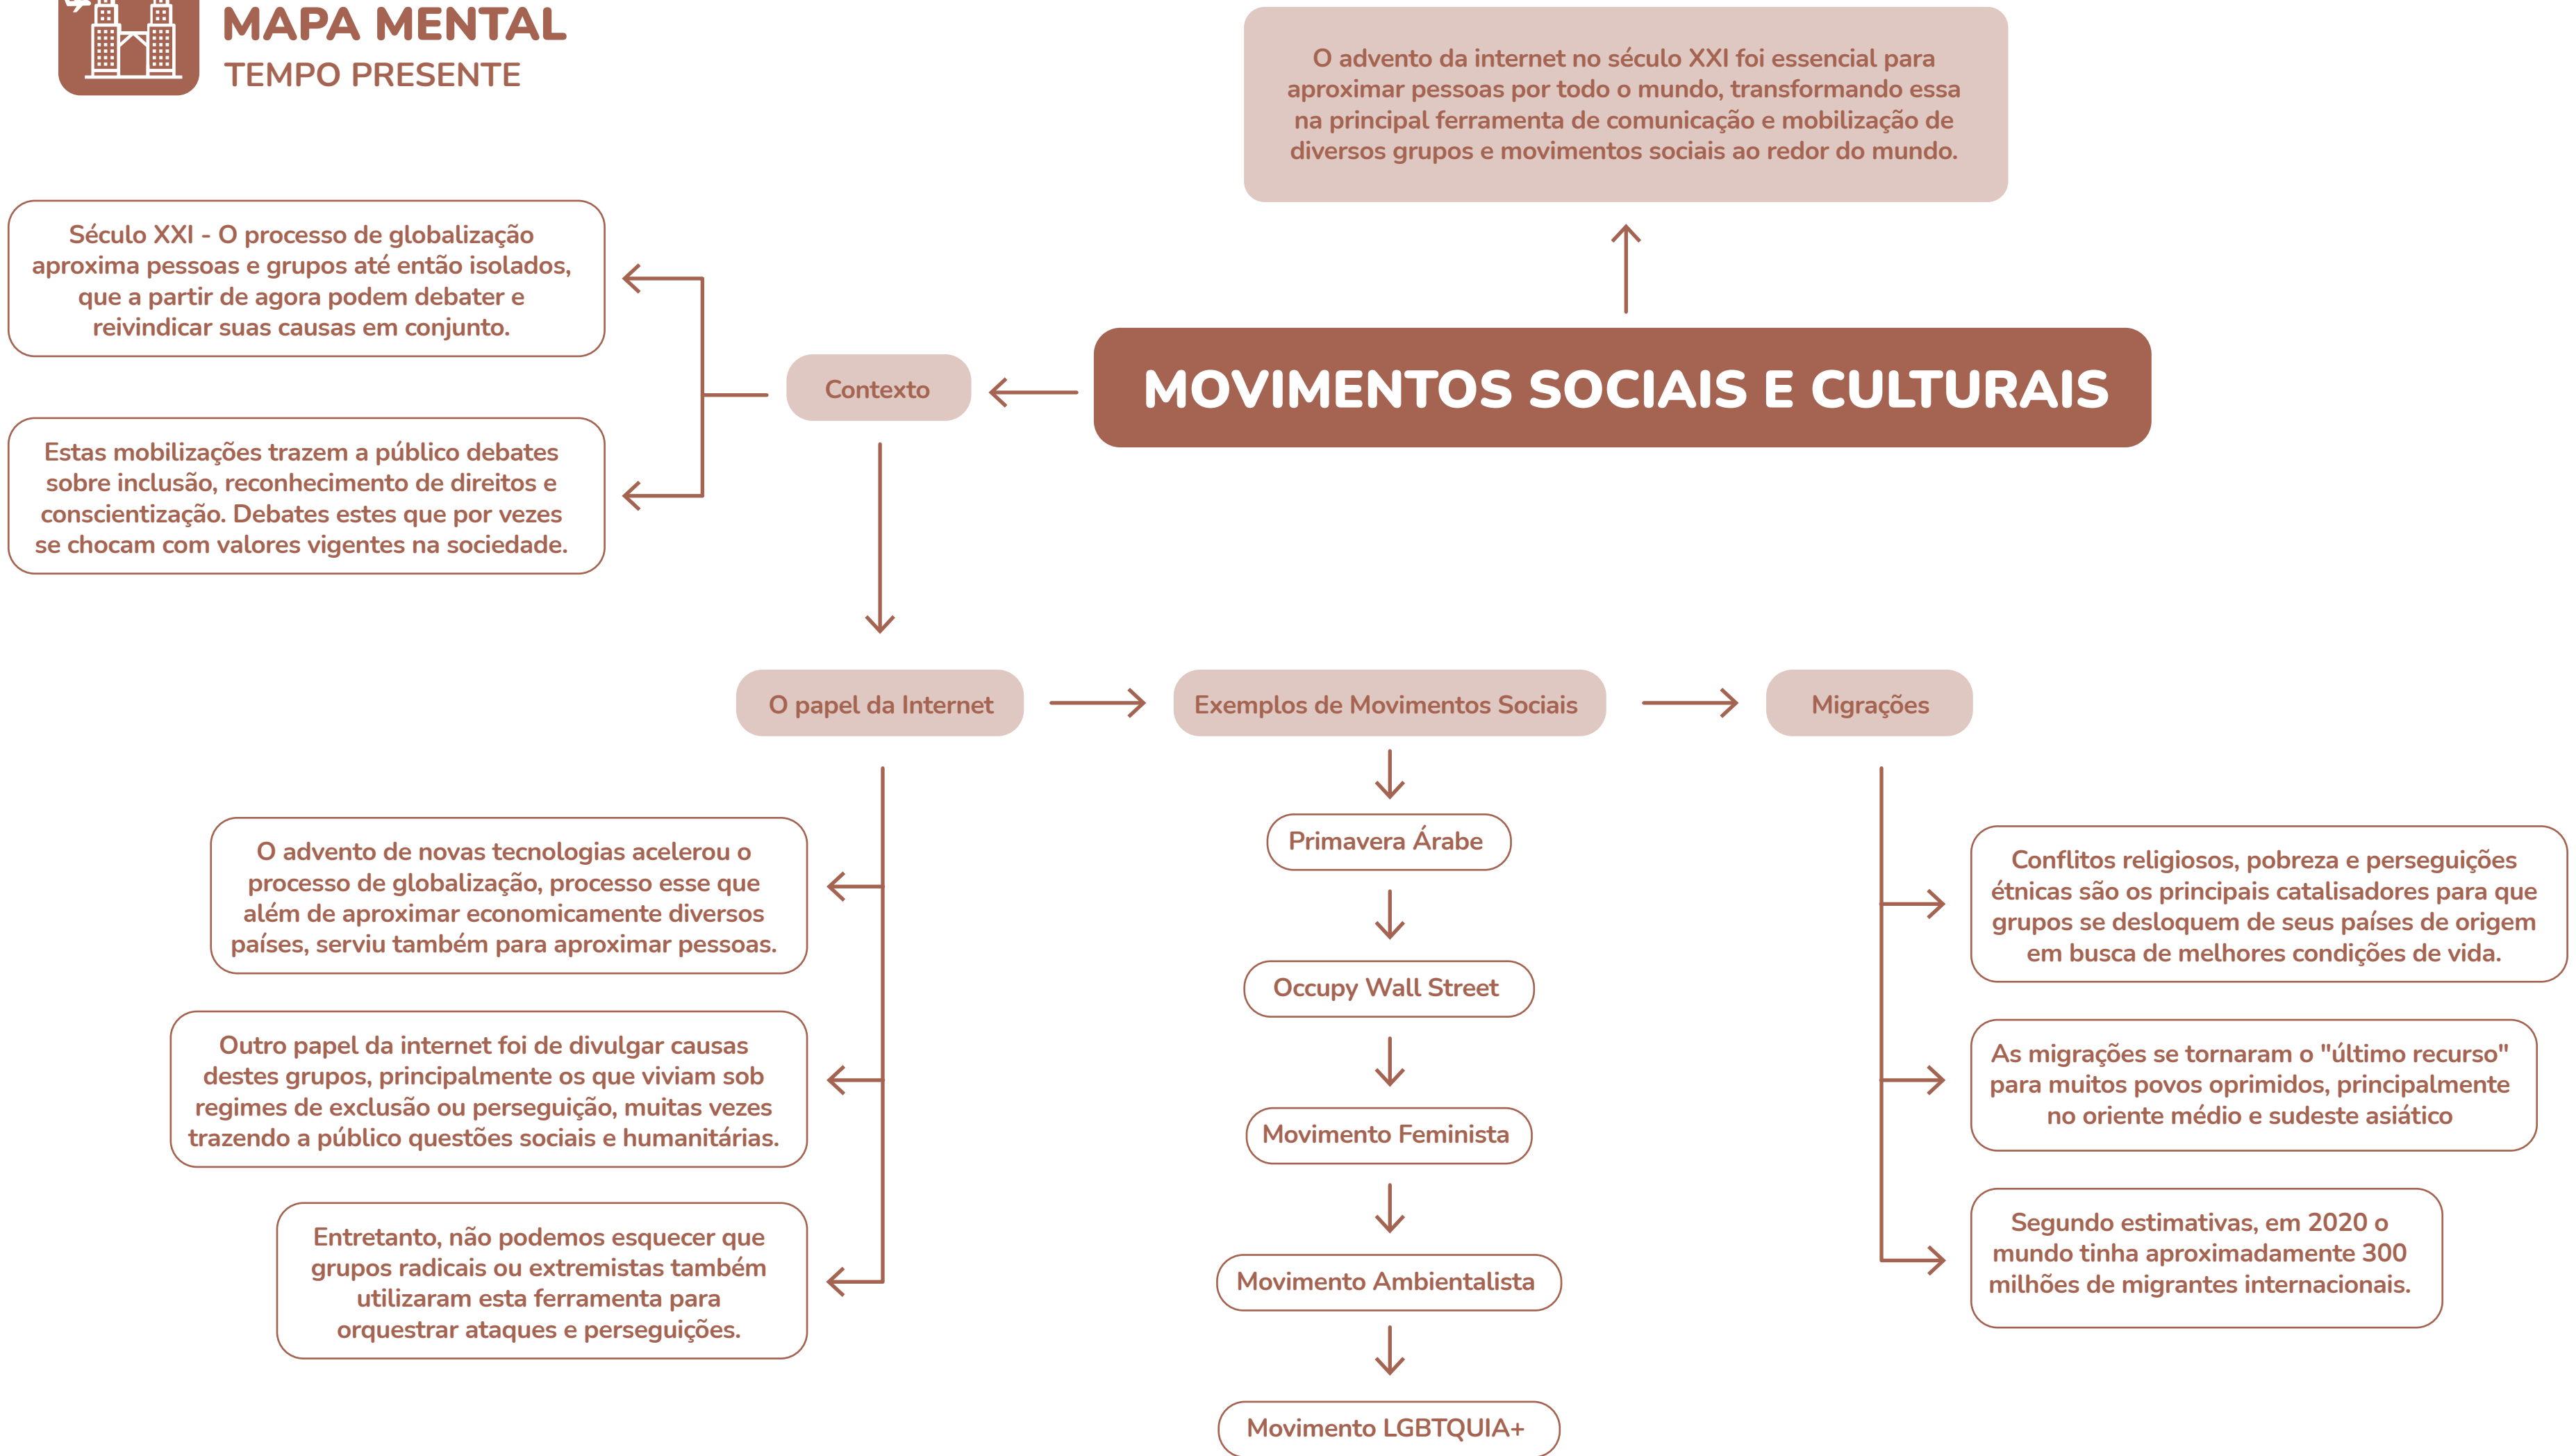 MAPA MENTAL
TEMPO PRESENTE
O advento da internet no século XXI foi essencial para
aproximar pessoas por todo o mundo, transformando essa
na principal ferramenta de comunicação e mobilização de
diversos grupos e movimentos sociais ao redor do mundo.
MOVIMENTOS SOCIAIS E CULTURAIS
Contexto
Século XXI - O processo de globalização
aproxima pessoas e grupos até então isolados,
que a partir de agora podem debater e
reivindicar suas causas em conjunto.
Estas mobilizações trazem a público debates
sobre inclusão, reconhecimento de direitos e
conscientização. Debates estes que por vezes
se chocam com valores vigentes na sociedade.
O papel da Internet
O advento de novas tecnologias acelerou o
processo de globalização, processo esse que
além de aproximar economicamente diversos
países, serviu também para aproximar pessoas.
Outro papel da internet foi de divulgar causas
destes grupos, principalmente os que viviam sob
regimes de exclusão ou perseguição, muitas vezes
trazendo a público questões sociais e humanitárias.
Entretanto, não podemos esquecer que
grupos radicais ou extremistas também
utilizaram esta ferramenta para
orquestrar ataques e perseguições.
Exemplos de Movimentos Sociais
Primavera Árabe
Occupy Wall Street
Movimento Feminista
Movimento Ambientalista
Movimento LGBTQUIA+
Migrações
Conflitos religiosos, pobreza e perseguições
étnicas são os principais catalisadores para que
grupos se desloquem de seus países de origem
em busca de melhores condições de vida.
As migrações se tornaram o "último recurso"
para muitos povos oprimidos, principalmente
no oriente médio e sudeste asiático
Segundo estimativas, em 2020 o
mundo tinha aproximadamente 300
milhões de migrantes internacionais.